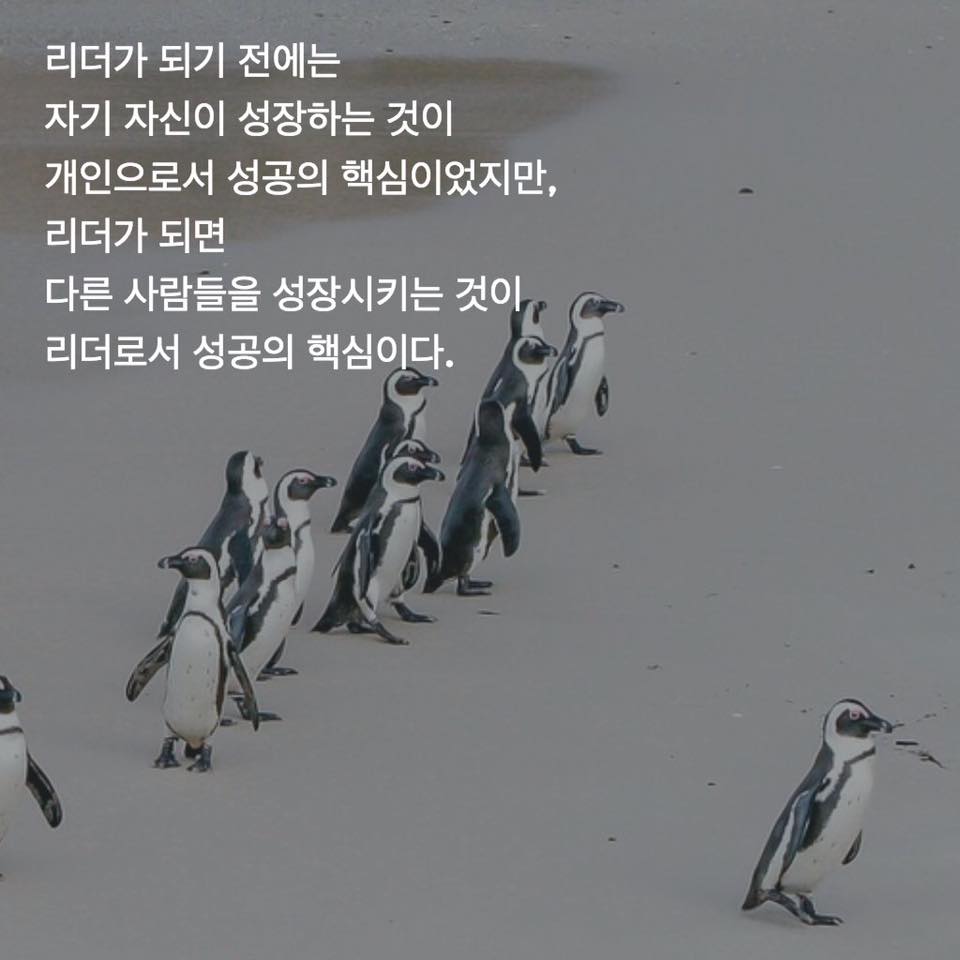 리더가 되기 전에는
자기 자신이 성장하는 것이
개인으로서 성공의 핵심이었지만,
리더가 되면
다른 사람들을 성장시키는 것이
리더로서 성공의 핵심이다.